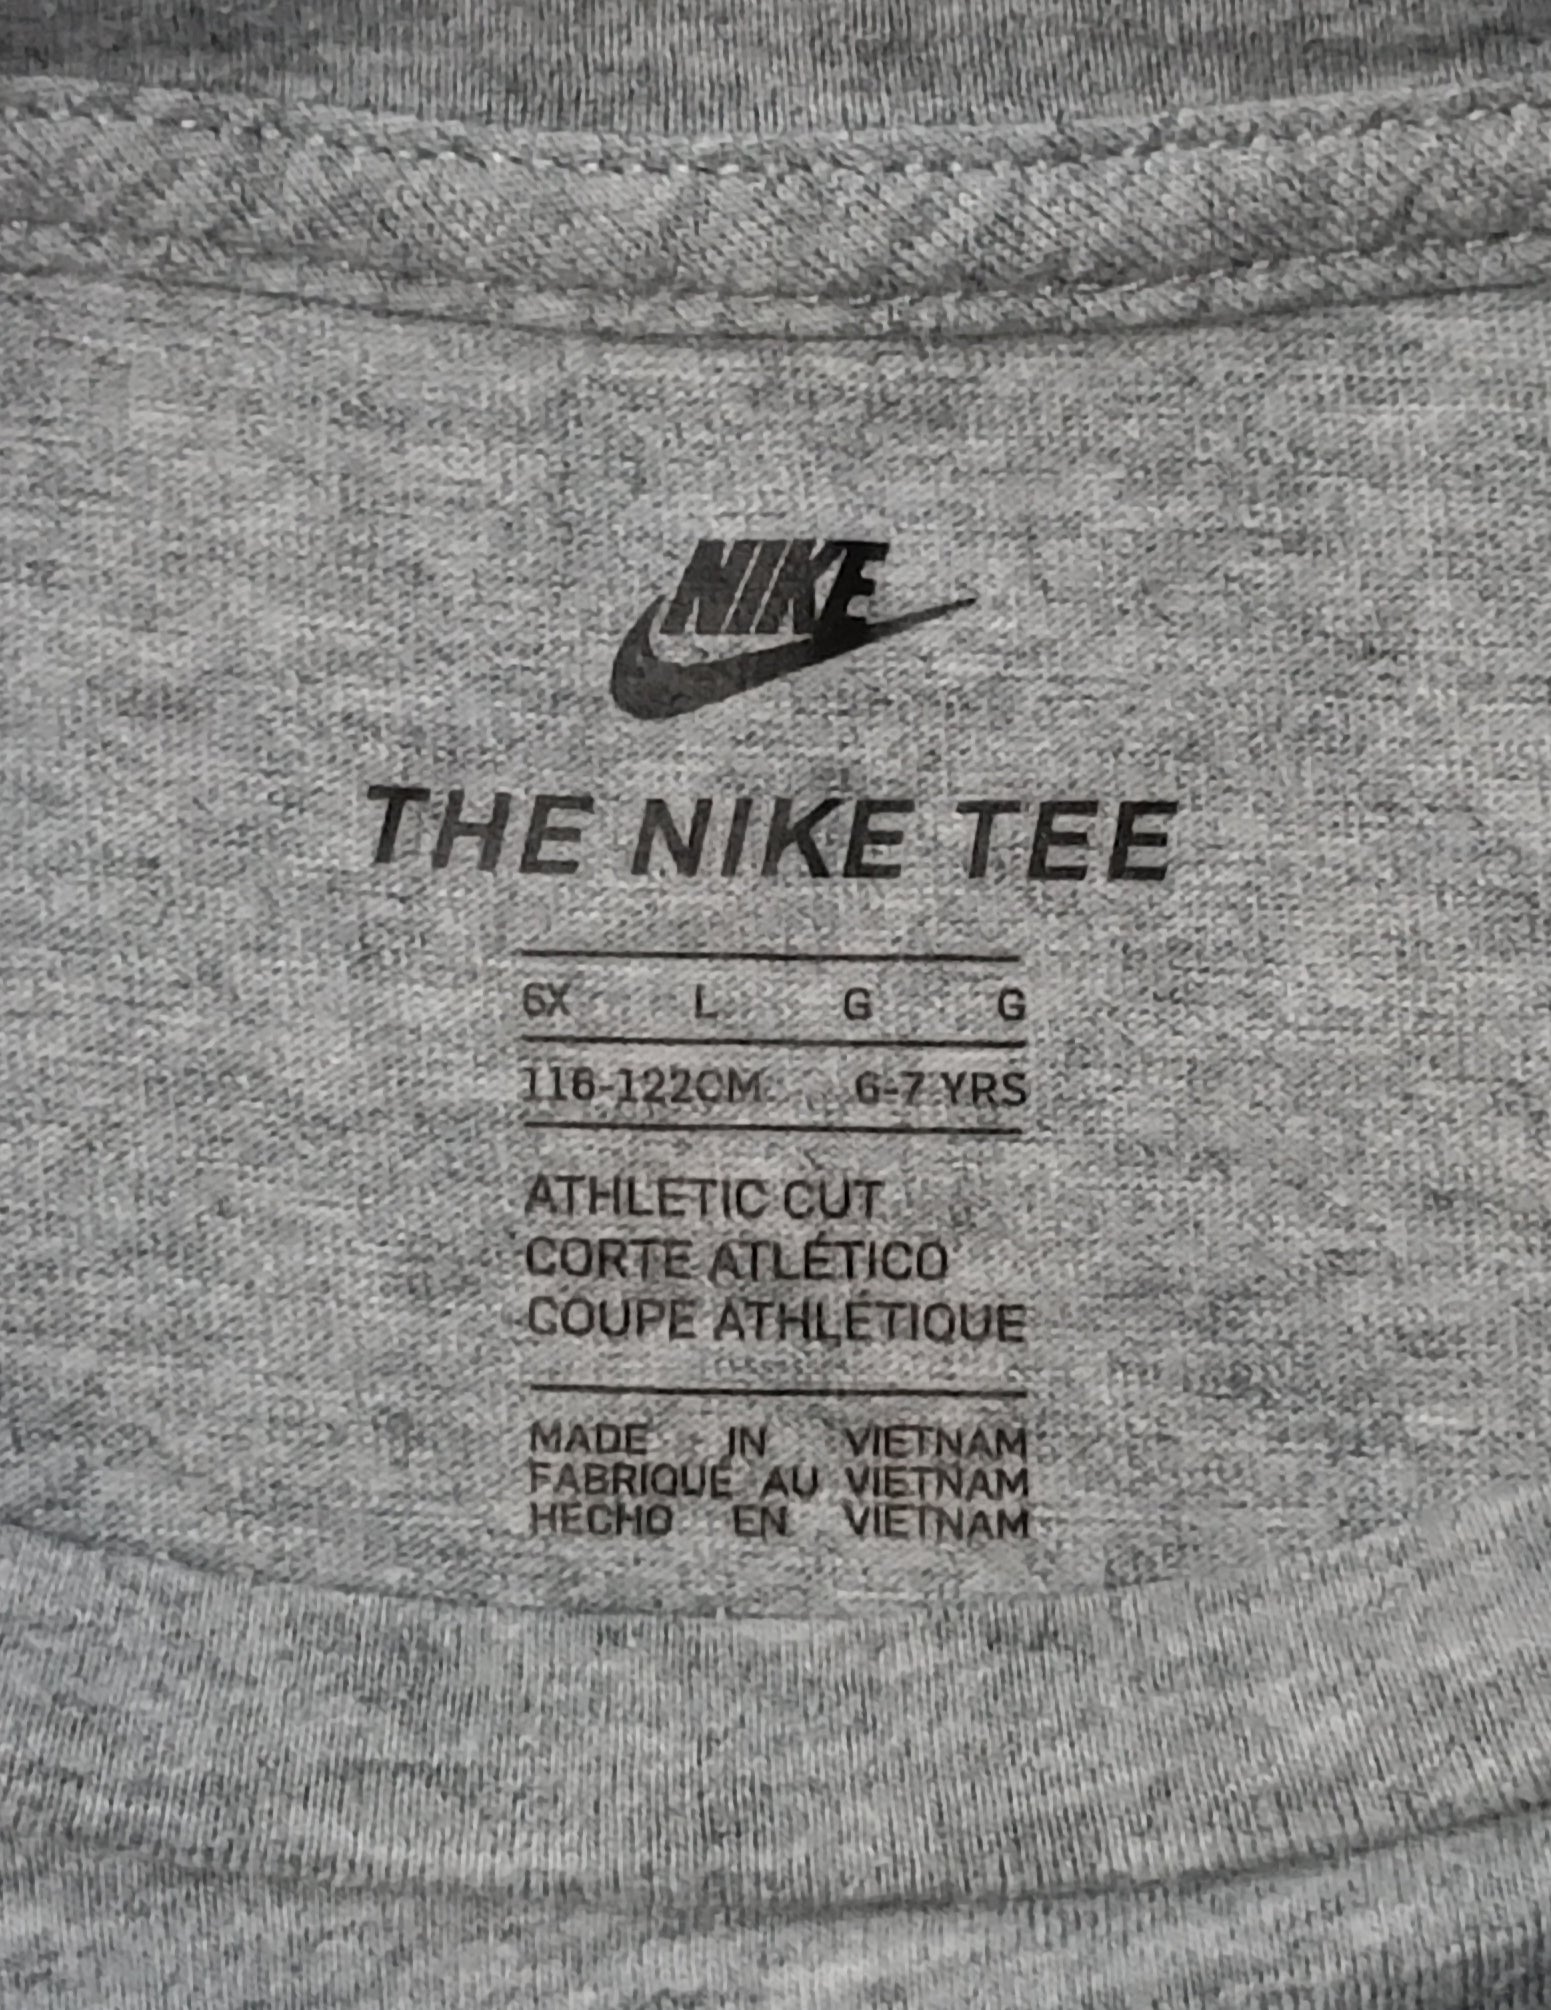 NIKE
THE NIKE TEE
6X L G G
116-122CM 6-7 YRS
ATHLETIC CUT
CORTE ATLÉTICO
COUPE ATHLÉTIQUE
MADE IN VIETNAM
FABRIQUÉ AU VIETNAM
HECHO EN VIETNAM